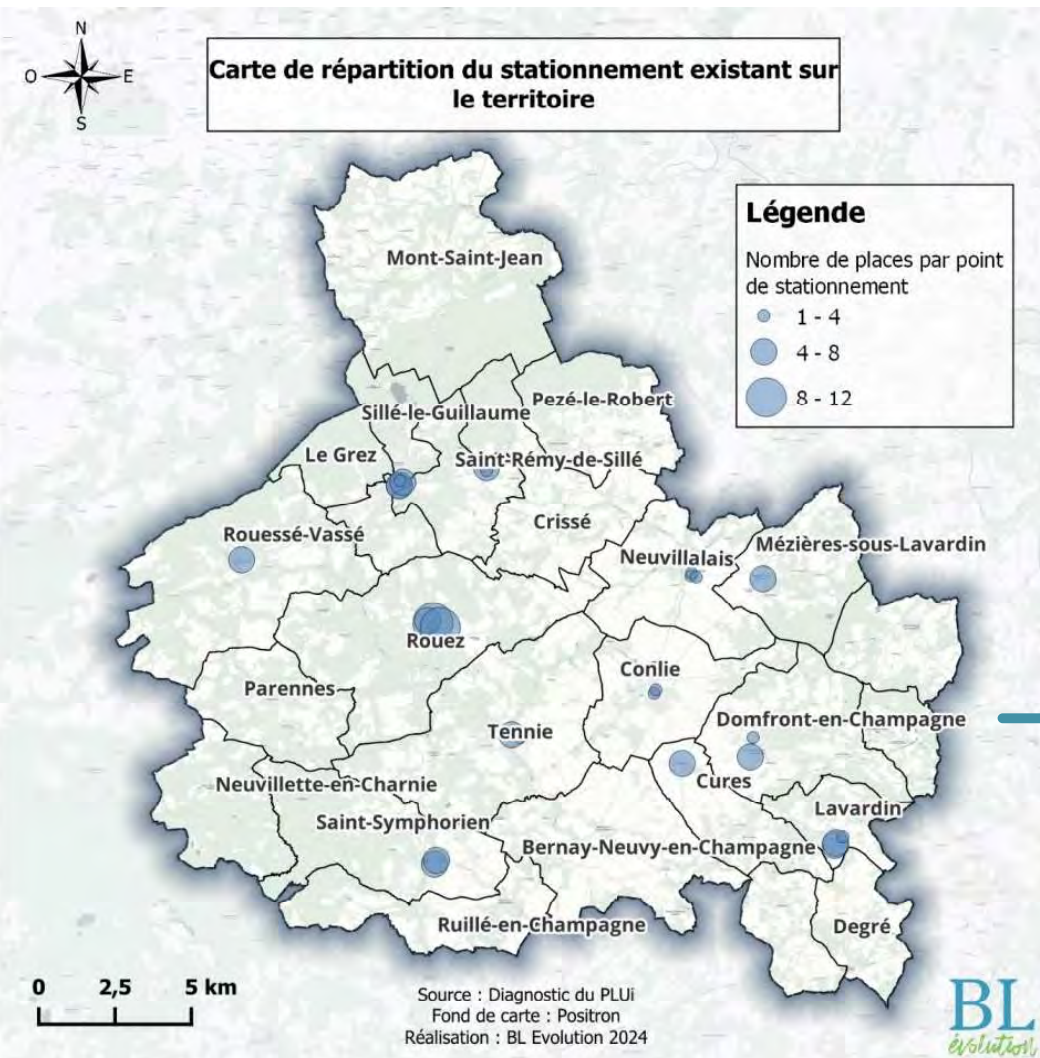 N
O
E
S
Carte de répartition du stationnement existant sur
le territoire
Légende
Nombre de places par point
de stationnement
1 - 4
4 - 8
8 - 12
Mont-Saint-Jean
Pezé-le-Robert
Sillé-le-Guillaume
Le Grez
Saint-Rémy-de-Sillé
Crissé
Rouessé-Vassé
Neuvillalais
Mézières-sous-Lavardin
Rouez
Conlie
Parennes
Domfront-en-Champagne
Tennie
Cures
Neuvillette-en-Charnie
Lavardin
Saint-Symphorien
Bernay-Neuvy-en-Champagne
Ruillé-en-Champagne
Degré
0 2,5 5 km
Source : Diagnostic du PLUi
Fond de carte : Positron
Réalisation : BL Evolution 2024
BL
évolution